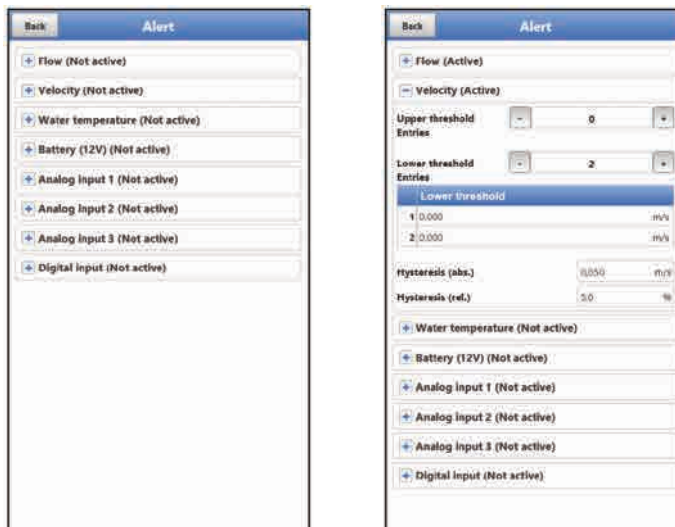 Back
Alert
+ Flow (Not active)
+ Velocity (Not active)
+ Water temperature (Not active)
+ Battery (12V) (Not active)
+ Analog input 1 (Not active)
+ Analog input 2 (Not active)
+ Analog input 3 (Not active)
+ Digital input (Not active)
Back
Alert
+ Flow (Active)
- Velocity (Active)
Upper threshold - 0 +
Entries
Lower threshold - 2 +
Entries
Lower threshold
1 0.000 m/s
2 0.000 m/s
Hysteresis (abs.) 0,050 m/s
Hysteresis (rel.) 5.0 %
+ Water temperature (Not active)
+ Battery (12V) (Not active)
+ Analog input 1 (Not active)
+ Analog input 2 (Not active)
+ Analog input 3 (Not active)
+ Digital input (Not active)